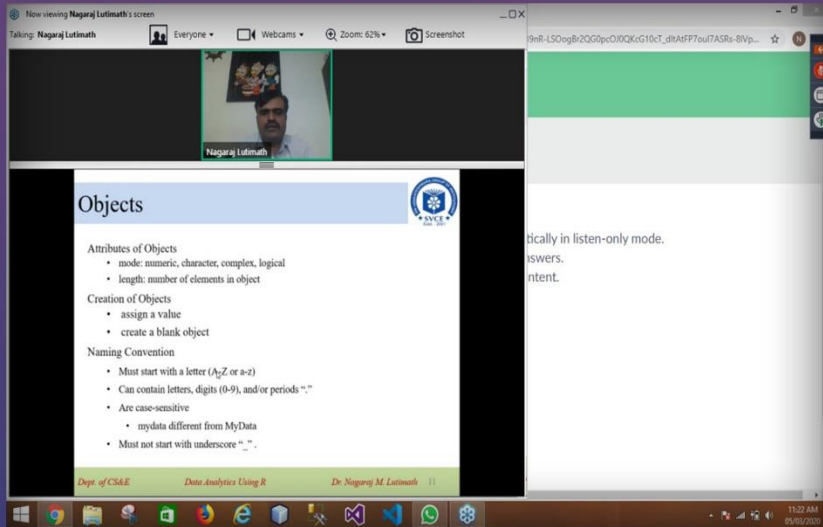 Now viewing Nagaraj Lutimath's screen
Talking: Nagaraj Lutimath
Everyone
Webcams
Zoom: 62%
Screenshot
Nagaraj Lutimath
Objects
SVCE
Attributes of Objects
• mode: numeric, character, complex, logical
• length: number of elements in object
Creation of Objects
• assign a value
• create a blank object
Naming Convention
• Must start with a letter (A-Z or a-z)
• Can contain letters, digits (0-9), and/or periods “.”
• Are case-sensitive
• mydata different from MyData
• Must not start with underscore “_” .
Dept. of CS&E Data Analytics Using R Dr. Nagaraj M. Lutimath 11
tically in listen-only mode.
nswers.
ntent.
N
11:22 AM
05/03/2020